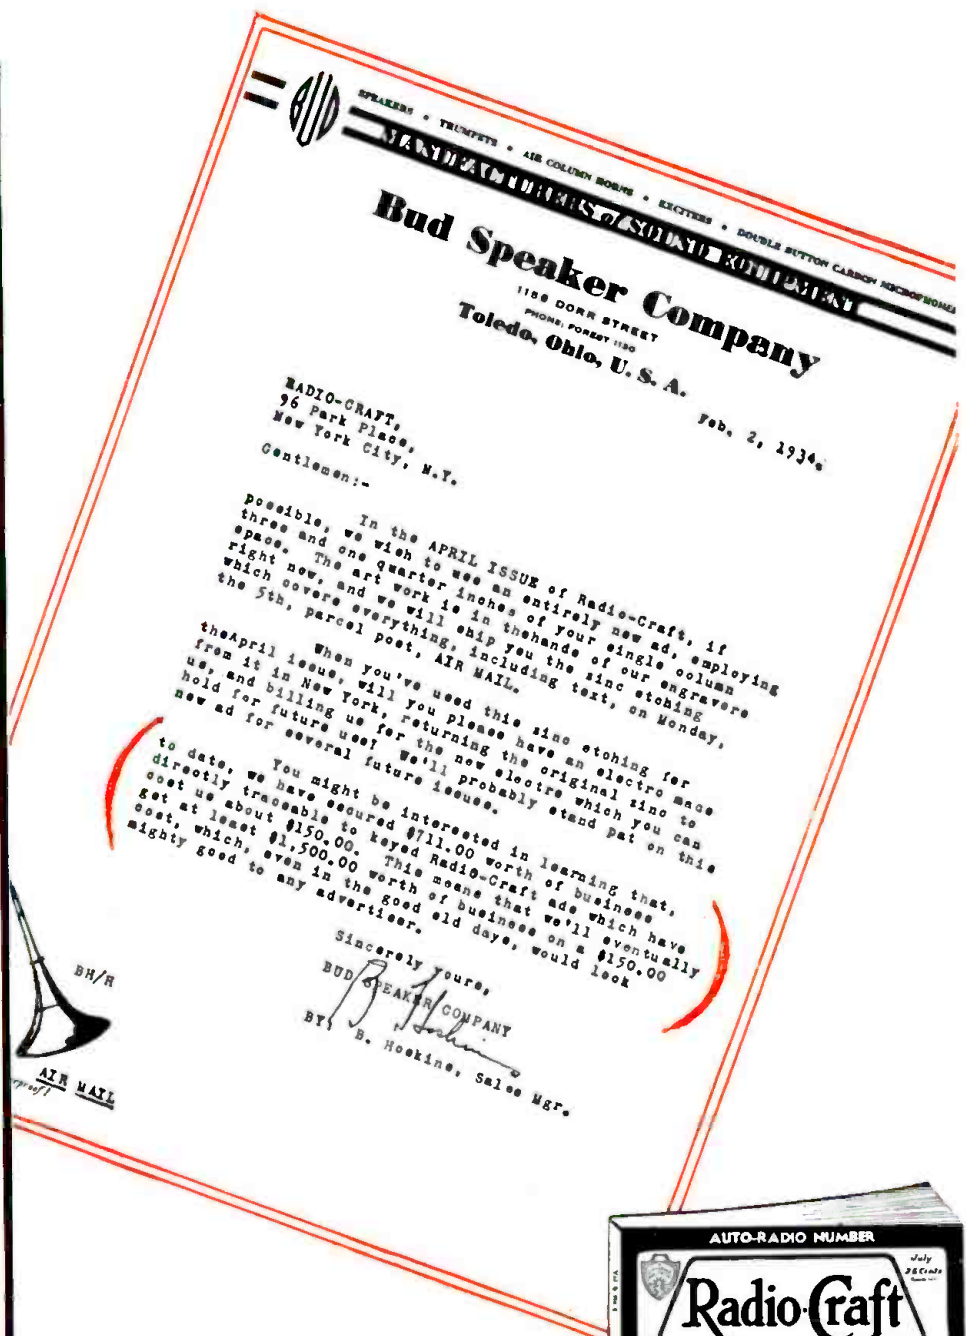 BUD
SPEAKERS • TRUMPETS • AIR COLUMN HORNS • EXCITERS • DOUBLE BUTTON CARBON MICROPHONES
MANUFACTURERS of SOUND EQUIPMENT
Bud Speaker Company
1156 DORR STREET
PHONE: FOREST 1130
Toledo, Ohio, U. S. A.
Feb. 2, 1934.
RADIO-CRAFT,
96 Park Place,
New York City, N.Y.
Gentlemen:-
In the APRIL ISSUE of Radio-Craft, if
possible, we wish to use an entirely new ad, employing
three and one quarter inches of your single column
space. The art work is in thehands of our engravers
right now, and we will ship you the zinc etching
which covers everything, including text, on Monday,
the 5th, parcel post, AIR MAIL.
When you've used this zinc etching for
theApril issue, will you please have an electro made
from it in New York, returning the original zinc to
us, and billing us for the new electro which you can
hold for future use? We'll probably stand pat on this
new ad for several future issues.
You might be interested in learning that,
to date, we have secured $711.00 worth of business
directly traceable to keyed Radio-Craft ads which have
cost us about $150.00. This means that we'll eventually
get at least $1,500.00 worth of business on a $150.00
cost, which, even in the good old days, would look
mighty good to any advertiser.
Sincerely yours,
BUD SPEAKER COMPANY
B Hoskins
BY: B. Hoskins, Sales Mgr.
BH/H
AIR MAIL
AUTO-RADIO NUMBER
July
25 Cents
Radio-Craft